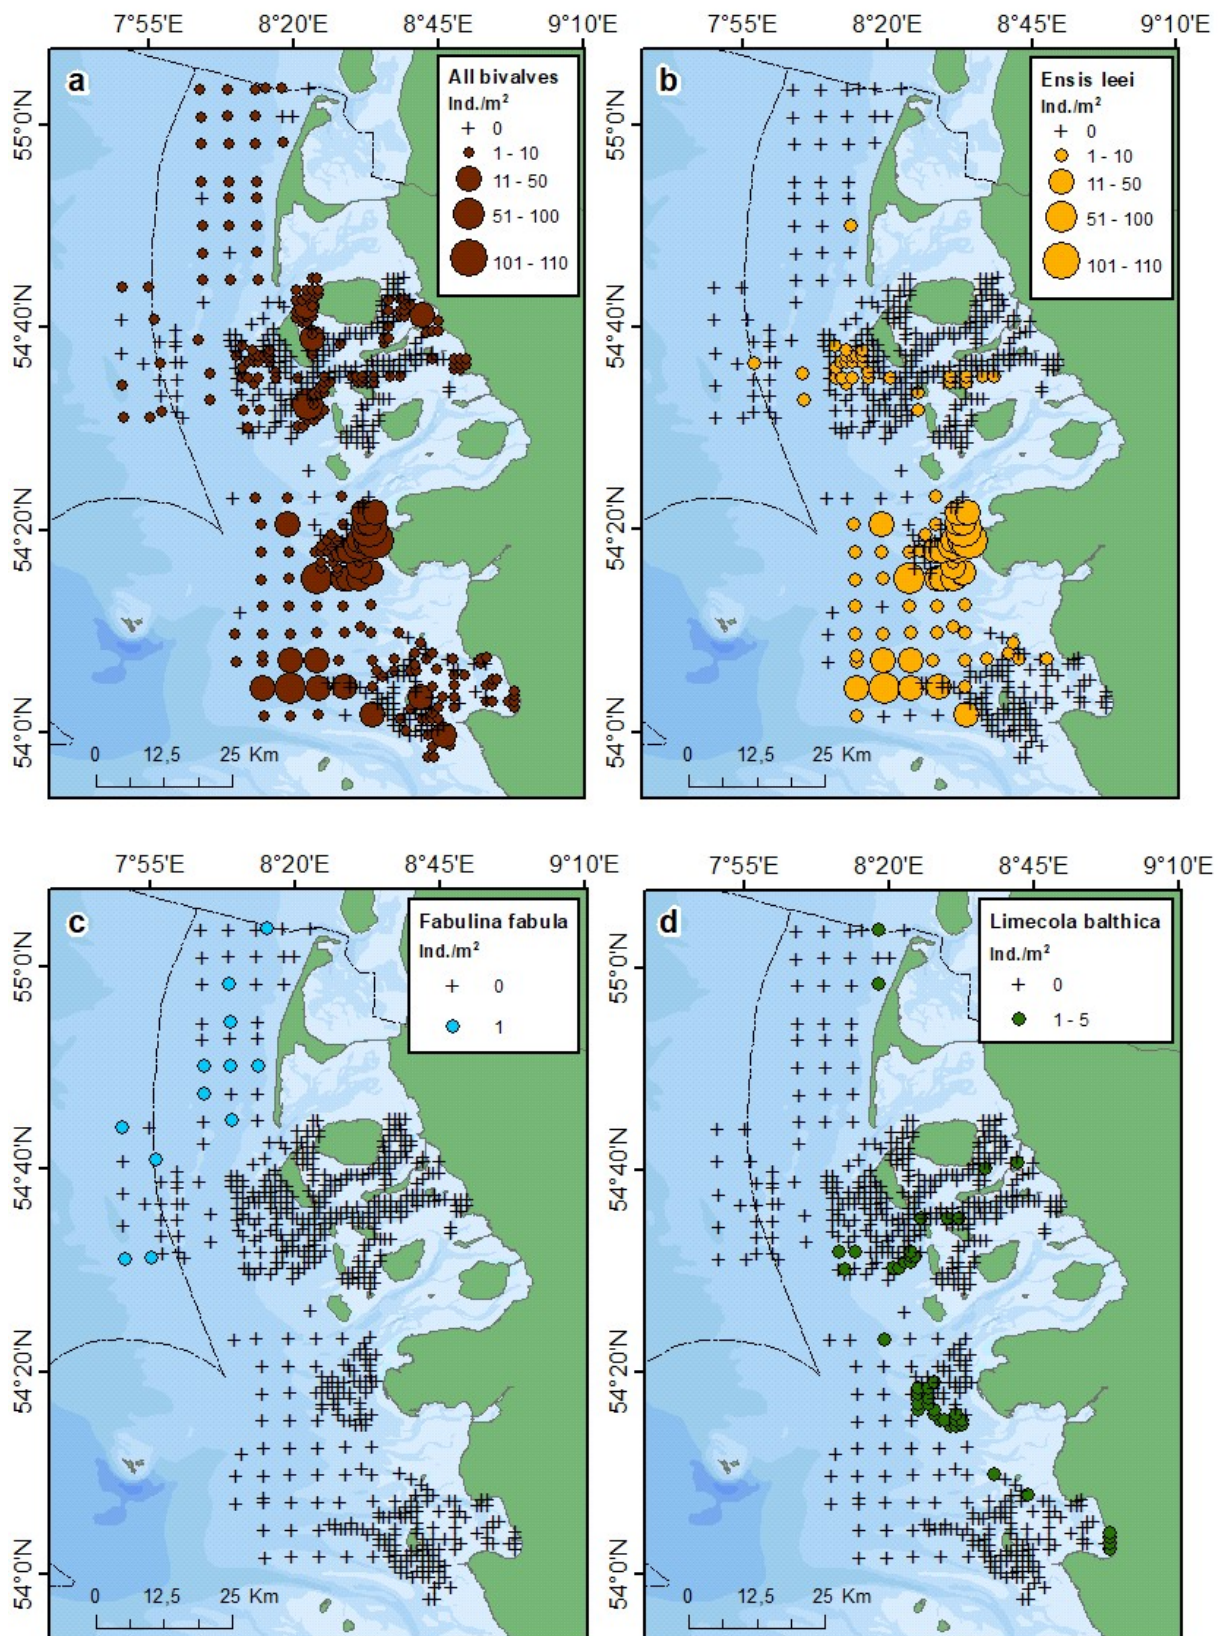 7°55'E 8°20'E 8°45'E 9°10'E 7°55'E 8°20'E 8°45'E 9°10'E
a
All bivalves
Ind./m²
0
1 - 10
11 - 50
51 - 100
101 - 110
55°0'N
54°40'N
54°20'N
54°0'N
0 12,5 25 Km
b
Ensis leei
Ind./m²
0
1 - 10
11 - 50
51 - 100
101 - 110
55°0'N
54°40'N
54°20'N
54°0'N
0 12,5 25 Km
7°55'E 8°20'E 8°45'E 9°10'E 7°55'E 8°20'E 8°45'E 9°10'E
c
Fabulina fabula
Ind./m²
0
1
55°0'N
54°40'N
54°20'N
54°0'N
0 12,5 25 Km
d
Limecola balthica
Ind./m²
0
1 - 5
55°0'N
54°40'N
54°20'N
54°0'N
0 12,5 25 Km